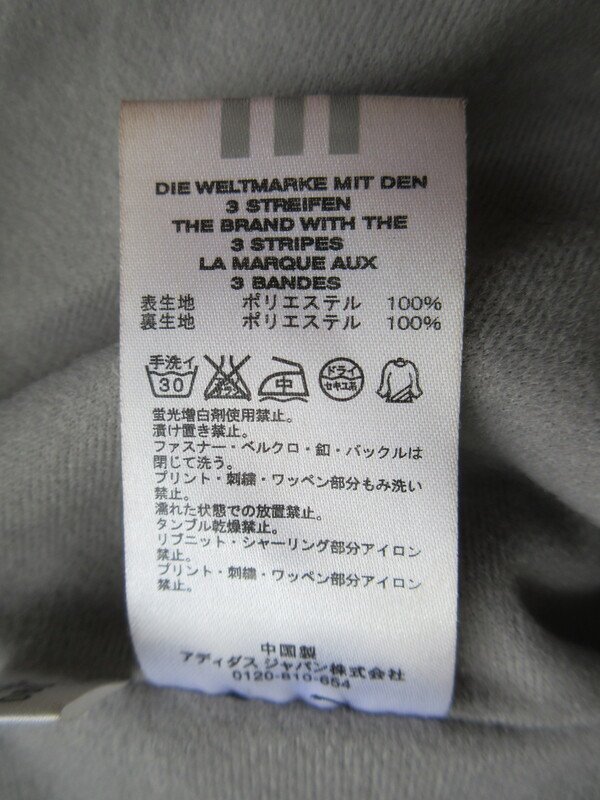 DIE WELTMARKE MIT DEN
3 STREIFEN
THE BRAND WITH THE
3 STRIPES
LA MARQUE AUX
3 BANDES
表生地 ポリエステル 100%
裏生地 ポリエステル 100%
手洗イ
30
エンソサラシ
中
ドライ
セキユ系
蛍光増白剤使用禁止。
漬け置き禁止。
ファスナー・ベルクロ・釦・バックルは
閉じて洗う。
プリント・刺繍・ワッペン部分もみ洗い
禁止。
濡れた状態での放置禁止。
タンブル乾燥禁止。
リブニット・シャーリング部分アイロン
禁止。
プリント・刺繍・ワッペン部分アイロン
禁止。
中国製
アディダス ジャパン株式会社
0120-810-654